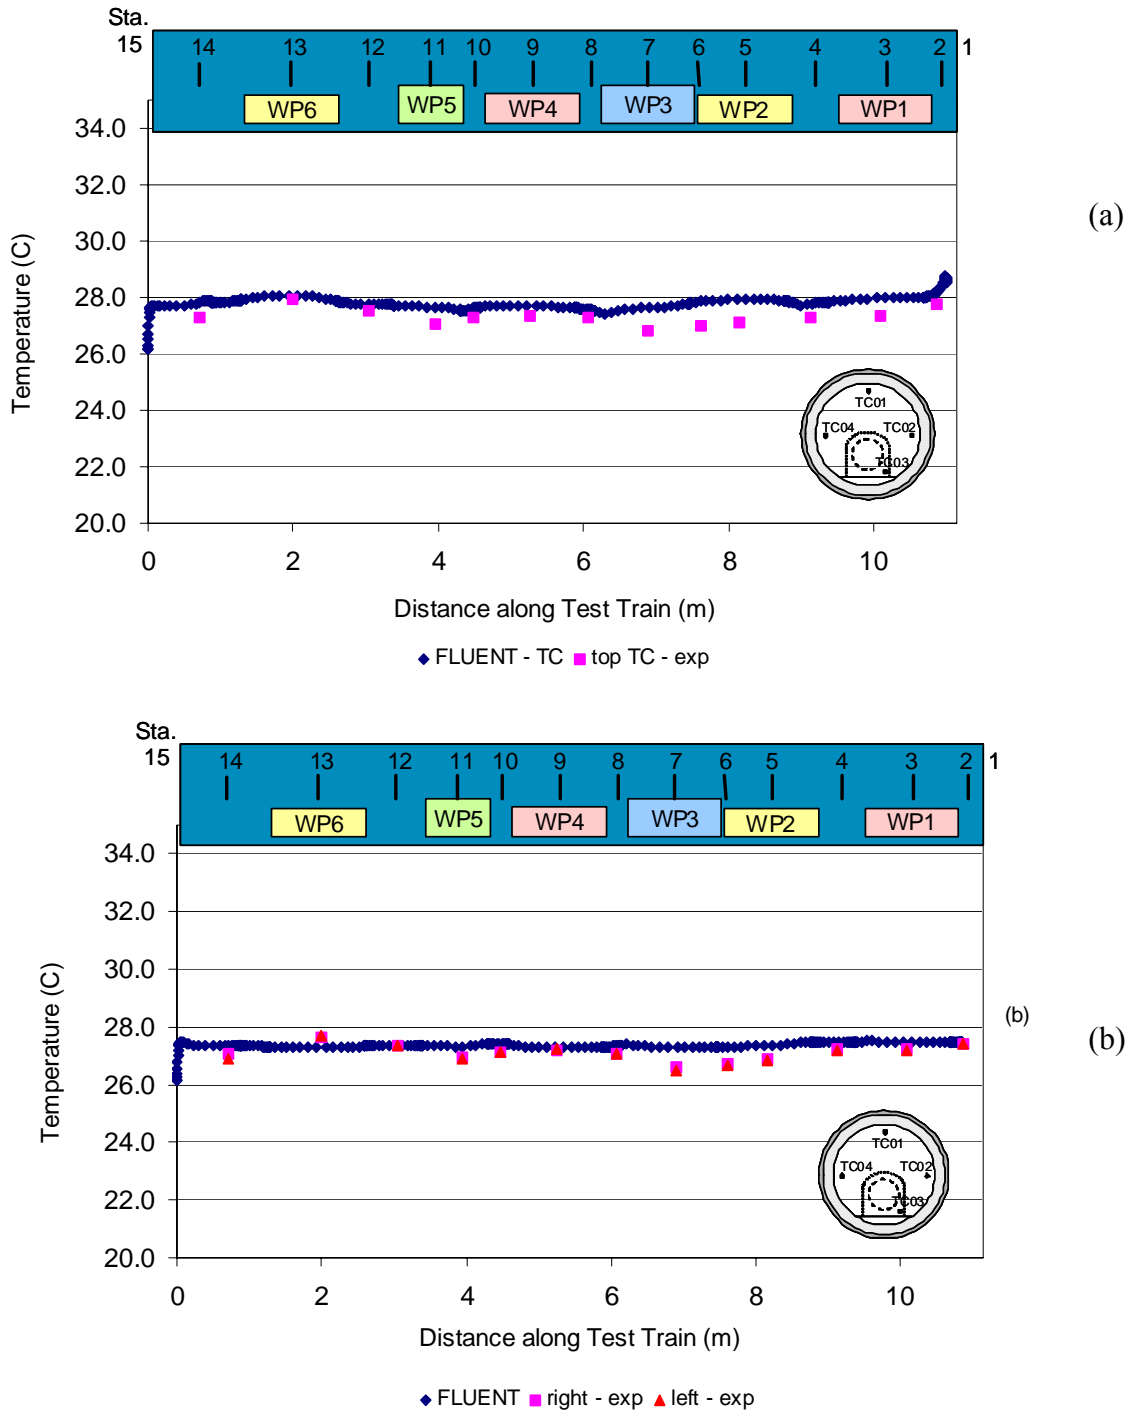 Sta.
15 14 13 12 11 10 9 8 7 6 5 4 3 2 1
WP6 WP5 WP4 WP3 WP2 WP1
34.0
32.0
30.0
28.0
26.0
24.0
22.0
20.0
Temperature (C)
(a)
TC01
TC04 TC02
TC03
0 2 4 6 8 10
Distance along Test Train (m)
FLUENT - TC top TC - exp
Sta.
15 14 13 12 11 10 9 8 7 6 5 4 3 2 1
WP6 WP5 WP4 WP3 WP2 WP1
34.0
32.0
30.0
28.0
26.0
24.0
22.0
20.0
Temperature (C)
(b)
(b)
TC01
TC04 TC02
TC03
0 2 4 6 8 10
Distance along Test Train (m)
FLUENT right - exp left - exp